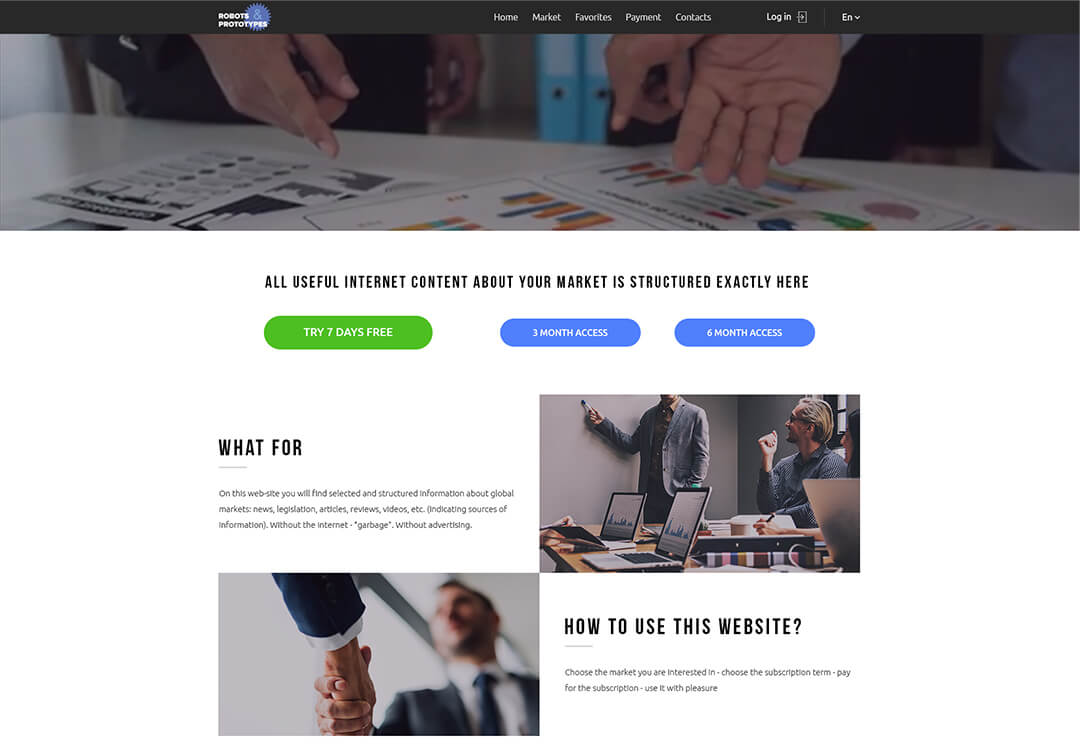 ROBOTS &
PROTOTYPES
Home Market Favorites Payment Contacts Log in En
ALL USEFUL INTERNET CONTENT ABOUT YOUR MARKET IS STRUCTURED EXACTLY HERE
TRY 7 DAYS FREE 3 MONTH ACCESS 6 MONTH ACCESS
WHAT FOR
On this web-site you will find selected and structured information about global
markets: news, legislation, articles, reviews, videos, etc. (indicating sources of
information). Without the internet - "garbage". Without advertising.
HOW TO USE THIS WEBSITE?
Choose the market you are interested in - choose the subscription term - pay
for the subscription - use it with pleasure